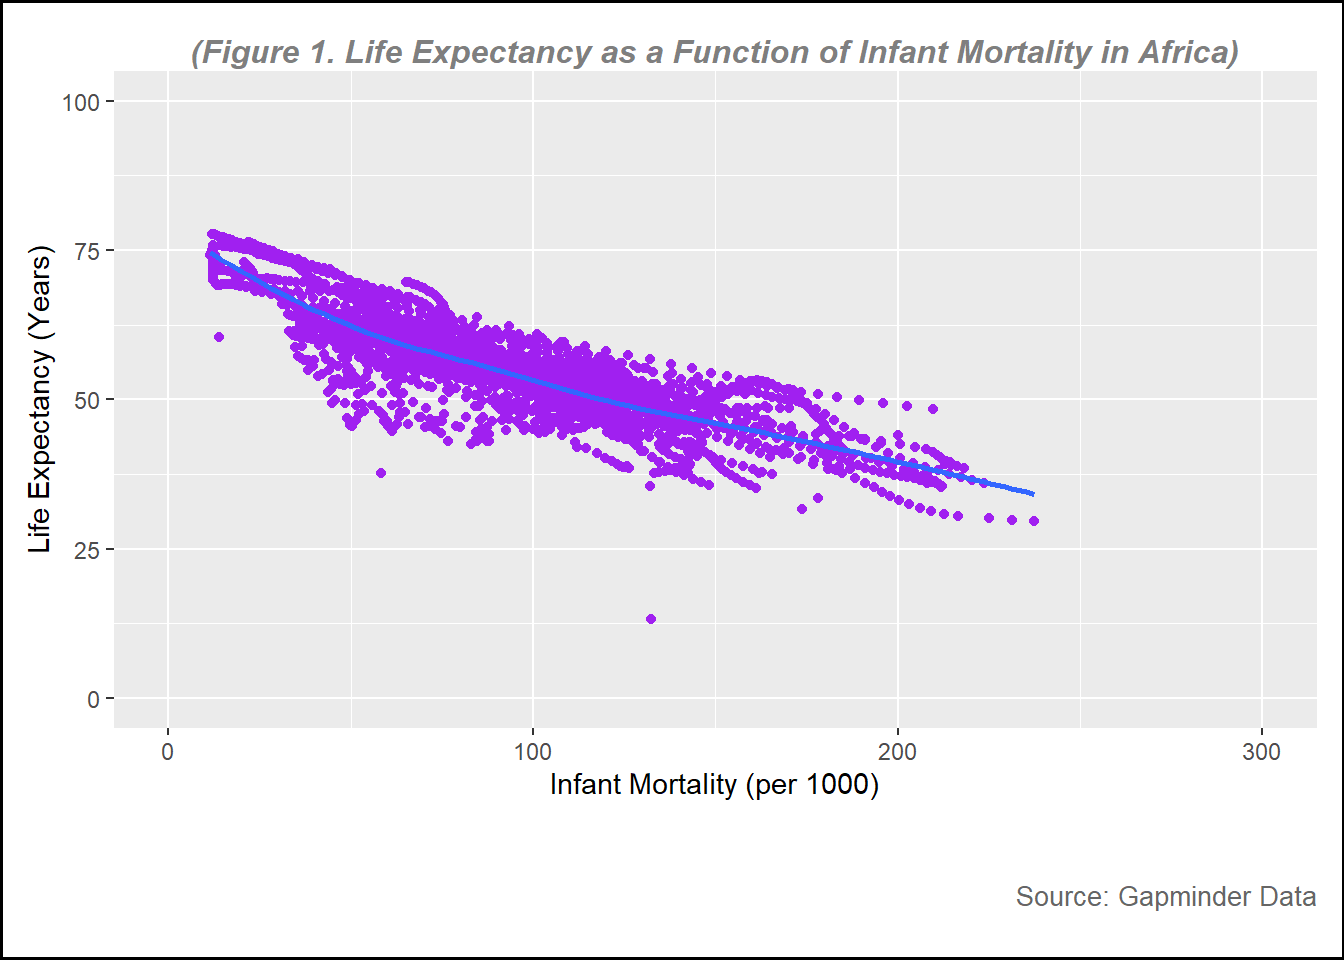 (Figure 1. Life Expectancy as a Function of Infant Mortality in Africa)
100
75
50
25
0
Life Expectancy (Years)
0 100 200 300
Infant Mortality (per 1000)
Source: Gapminder Data